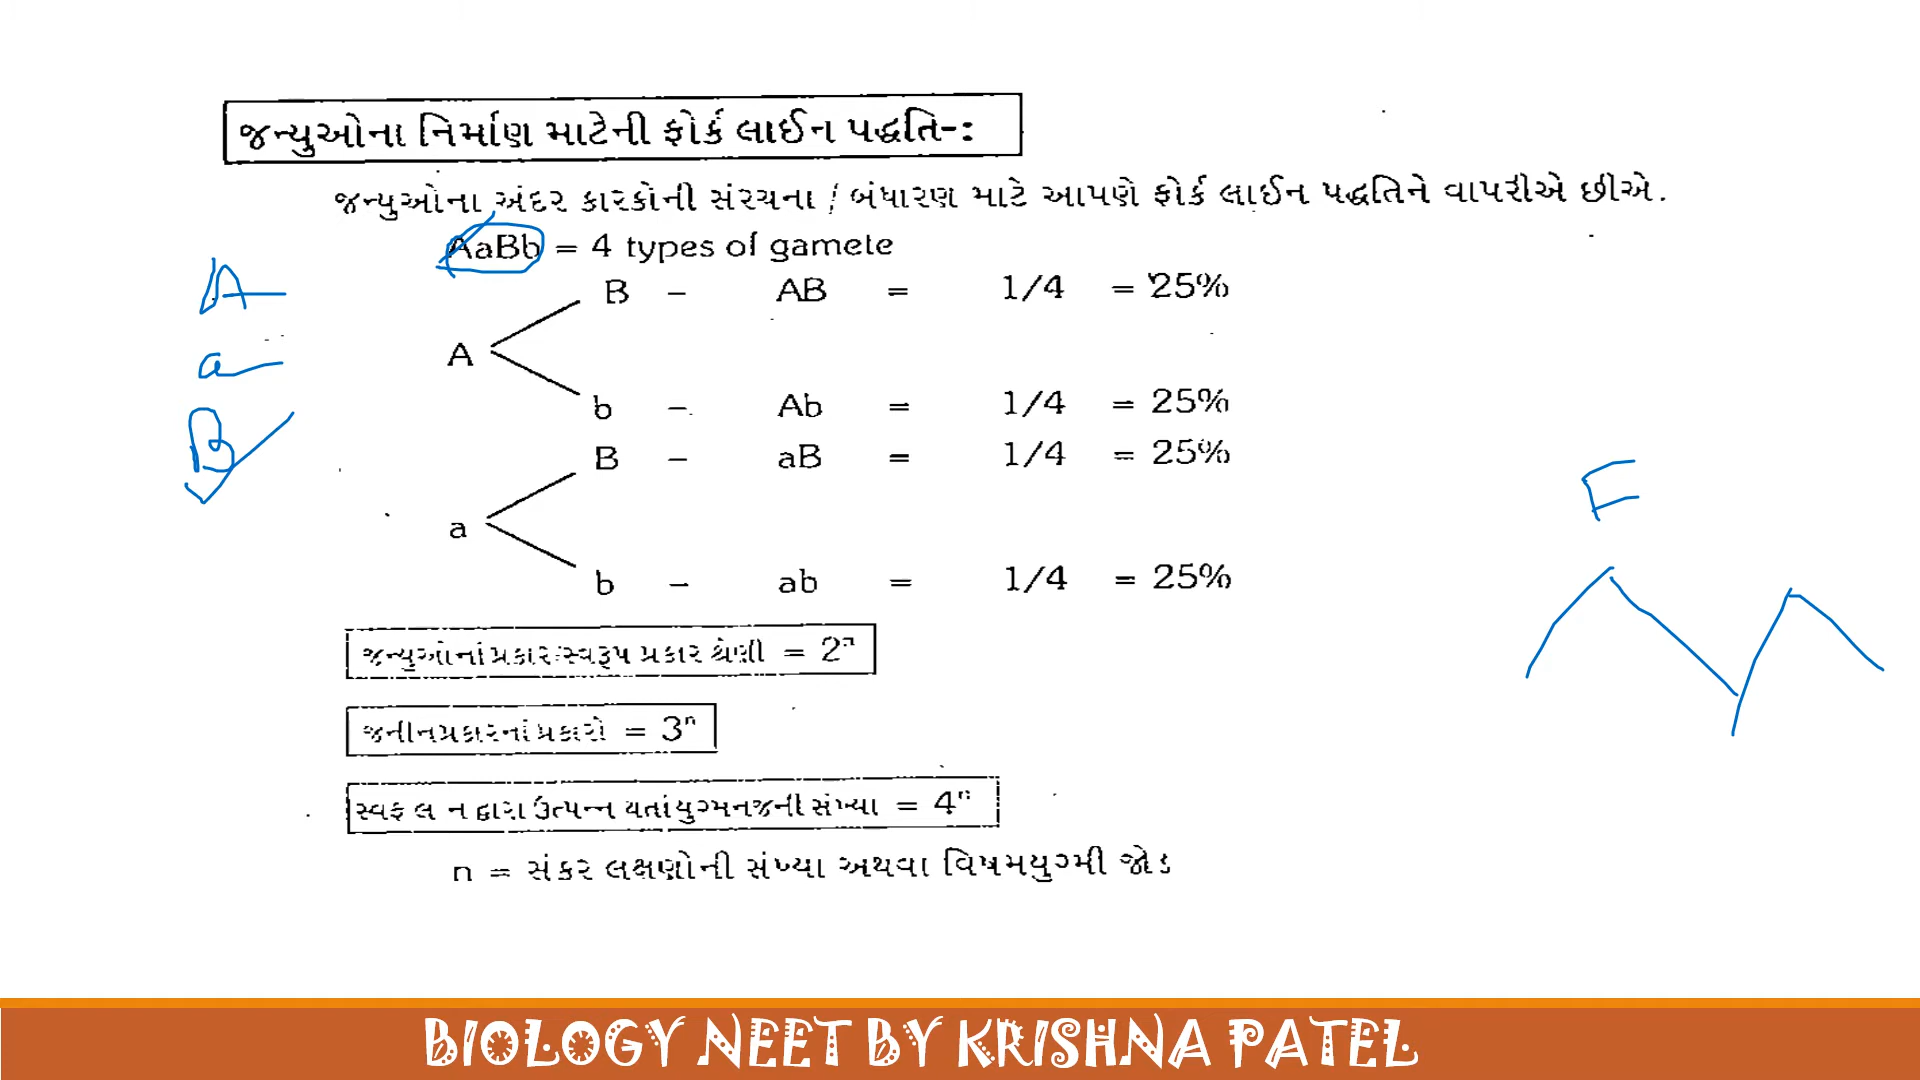 જન્યુઓના નિર્માણ માટેની ફોર્ક લાઈન પદ્ધતિ-:
જન્યુઓના અંદર કારકોની સંરચના / બંધારણ માટે આપણે ફોર્ક લાઈન પદ્ધતિને વાપરીએ છીએ.
AaBb = 4 types of gamete
A
B - AB = 1/4 = 25%
A
a
b - Ab = 1/4 = 25%
B
B - aB = 1/4 = 25%
a
b - ab = 1/4 = 25%
જન્યુઓનાં પ્રકાર/સ્વરૂપ પ્રકાર શ્રેણી = 2ⁿ
જનીનપ્રકારનાં પ્રકારો = 3ⁿ
સ્વફલન દ્વારા ઉત્પન્ન થતાં યુગ્મનજની સંખ્યા = 4ⁿ
n = સંકર લક્ષણોની સંખ્યા અથવા વિષમયુગ્મી જોડ
BIOLOGY NEET BY KRISHNA PATEL